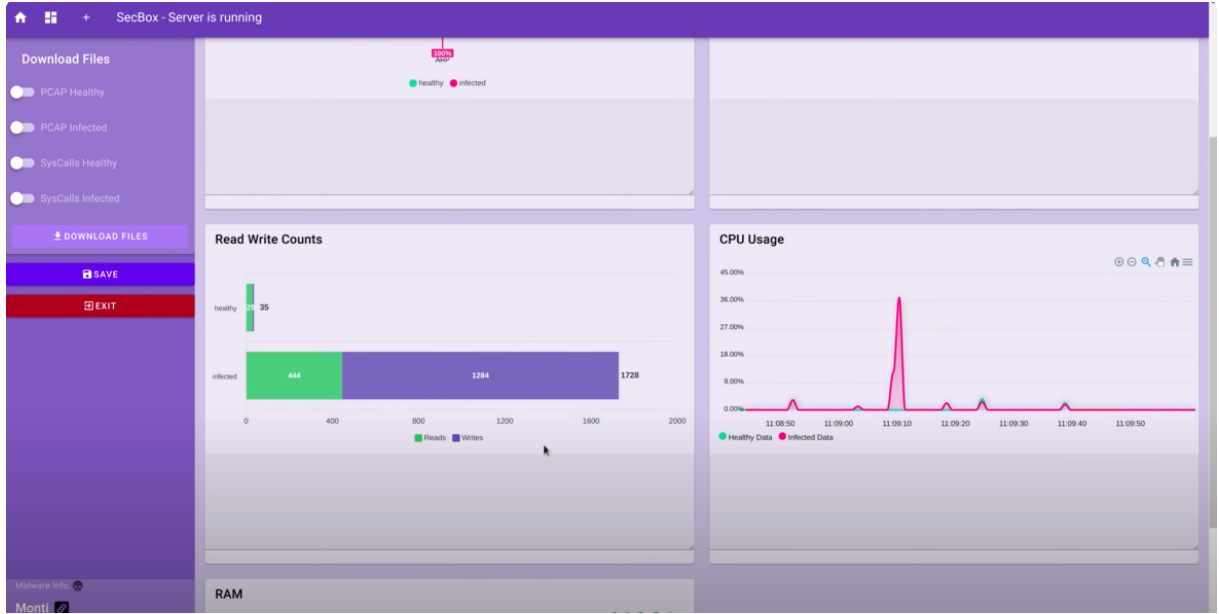 SecBox - Server is running
Download Files
PCAP Healthy
PCAP Infected
SysCalls Healthy
SysCalls Infected
DOWNLOAD FILES
SAVE
EXIT
Malware Info
Monti
100%
ARP
healthy infected
Read Write Counts
healthy 35
infected 444 1284 1728
0 400 800 1200 1600 2000
Reads Writes
CPU Usage
45.00%
36.00%
27.00%
18.00%
9.00%
0.00%
11:08:50 11:09:00 11:09:10 11:09:20 11:09:30 11:09:40 11:09:50
Healthy Data Infected Data
RAM